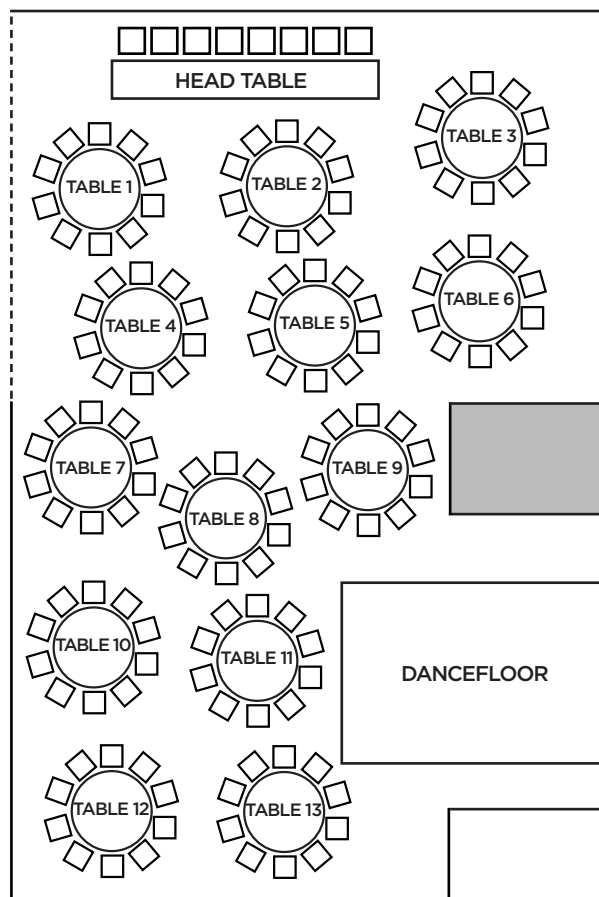 HEAD TABLE
TABLE 1
TABLE 2
TABLE 3
TABLE 4
TABLE 5
TABLE 6
TABLE 7
TABLE 8
TABLE 9
TABLE 10
TABLE 11
DANCEFLOOR
TABLE 12
TABLE 13